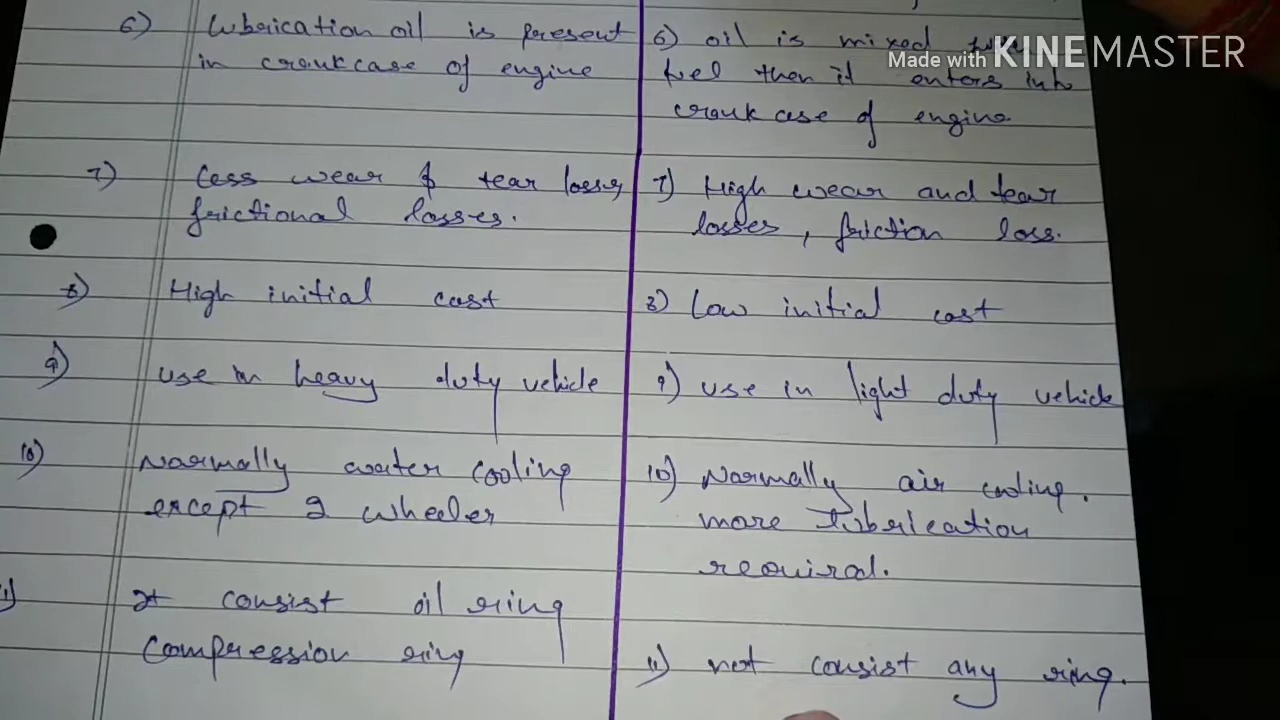 6) Lubrication oil is present
in crankcase of engine
7) Less wear & tear losses,
frictional losses.
8) High initial cost
9) use in heavy duty vehicle
10) Normally water cooling
except 2 wheeler
11) It consist oil ring
compression ring
6) oil is mixed
fuel then it enters into
crank case of engine
7) High wear and tear
losses, friction loss.
8) Low initial cost
9) use in light duty vehicle
10) Normally air cooling.
more lubrication
required.
11) not consist any ring.
Made with KINEMASTER